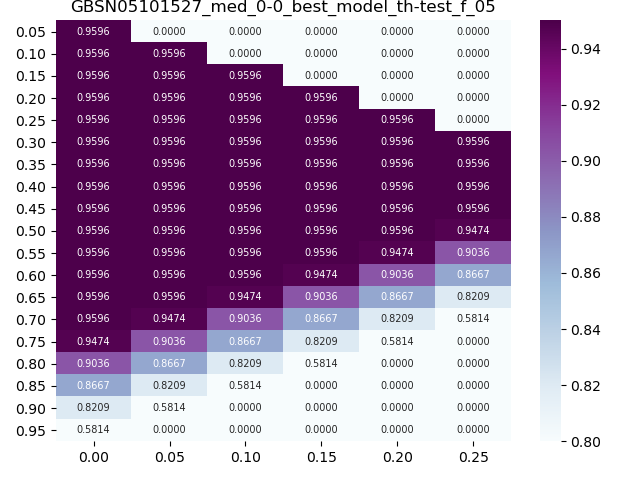 GBSN05101527_med_0-0_best_model_th-test_f_05
0.05 0.9596 0.0000 0.0000 0.0000 0.0000 0.0000
0.10 0.9596 0.9596 0.0000 0.0000 0.0000 0.0000
0.15 0.9596 0.9596 0.9596 0.0000 0.0000 0.0000
0.20 0.9596 0.9596 0.9596 0.9596 0.0000 0.0000
0.25 0.9596 0.9596 0.9596 0.9596 0.9596 0.0000
0.30 0.9596 0.9596 0.9596 0.9596 0.9596 0.9596
0.35 0.9596 0.9596 0.9596 0.9596 0.9596 0.9596
0.40 0.9596 0.9596 0.9596 0.9596 0.9596 0.9596
0.45 0.9596 0.9596 0.9596 0.9596 0.9596 0.9596
0.50 0.9596 0.9596 0.9596 0.9596 0.9596 0.9474
0.55 0.9596 0.9596 0.9596 0.9596 0.9474 0.9036
0.60 0.9596 0.9596 0.9596 0.9474 0.9036 0.8667
0.65 0.9596 0.9596 0.9474 0.9036 0.8667 0.8209
0.70 0.9596 0.9474 0.9036 0.8667 0.8209 0.5814
0.75 0.9474 0.9036 0.8667 0.8209 0.5814 0.0000
0.80 0.9036 0.8667 0.8209 0.5814 0.0000 0.0000
0.85 0.8667 0.8209 0.5814 0.0000 0.0000 0.0000
0.90 0.8209 0.5814 0.0000 0.0000 0.0000 0.0000
0.95 0.5814 0.0000 0.0000 0.0000 0.0000 0.0000
0.00 0.05 0.10 0.15 0.20 0.25
0.94
0.92
0.90
0.88
0.86
0.84
0.82
0.80